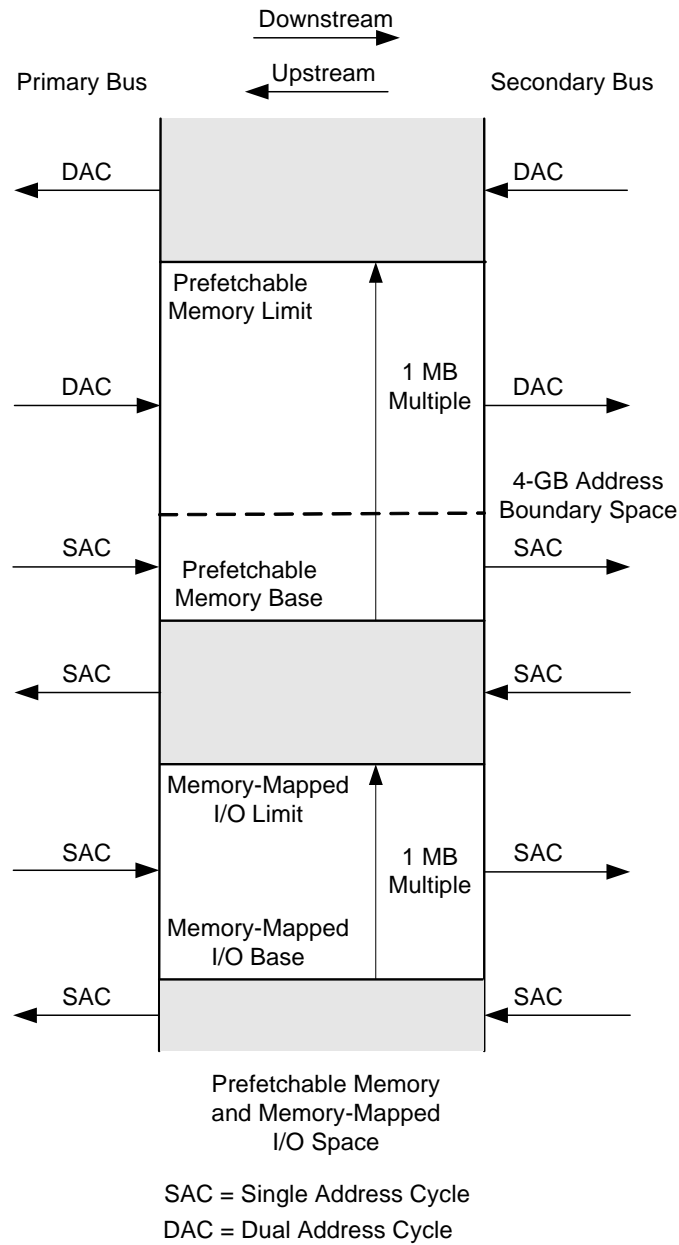 Downstream
Upstream
Primary Bus
Secondary Bus
DAC
DAC
Prefetchable
Memory Limit
1 MB
Multiple
DAC
DAC
4-GB Address
Boundary Space
SAC
SAC
Prefetchable
Memory Base
SAC
SAC
Memory-Mapped
I/O Limit
1 MB
Multiple
SAC
SAC
Memory-Mapped
I/O Base
SAC
SAC
Prefetchable Memory
and Memory-Mapped
I/O Space
SAC = Single Address Cycle
DAC = Dual Address Cycle